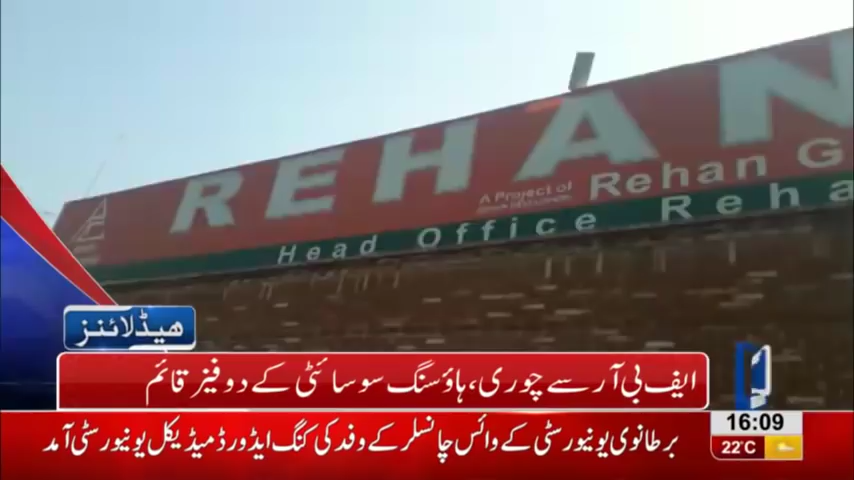 REHAN
A Project of
Rehan G
Head Office Reha
ھیڈلائنز
ایف بی آر سے چوری، ہاؤسنگ سوسائٹی کے دو فیز قائم
16:09
برطانوی یونیورسٹی کے وائس چانسلر کے وفد کی کنگ ایڈورڈ میڈیکل یونیورسٹی آمد
22°C